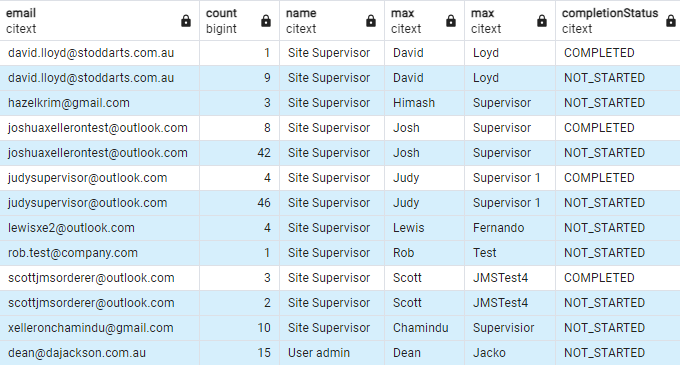 email count name max max completionStatus
citext bigint citext citext citext citext
david.lloyd@stoddarts.com.au 1 Site Supervisor David Loyd COMPLETED
david.lloyd@stoddarts.com.au 9 Site Supervisor David Loyd NOT_STARTED
hazelkrim@gmail.com 3 Site Supervisor Himash Supervisor NOT_STARTED
joshuaxellerontest@outlook.com 8 Site Supervisor Josh Supervisor COMPLETED
joshuaxellerontest@outlook.com 42 Site Supervisor Josh Supervisor NOT_STARTED
judysupervisor@outlook.com 4 Site Supervisor Judy Supervisor 1 COMPLETED
judysupervisor@outlook.com 46 Site Supervisor Judy Supervisor 1 NOT_STARTED
lewisxe2@outlook.com 4 Site Supervisor Lewis Fernando NOT_STARTED
rob.test@company.com 1 Site Supervisor Rob Test NOT_STARTED
scottjmsorderer@outlook.com 3 Site Supervisor Scott JMSTest4 COMPLETED
scottjmsorderer@outlook.com 2 Site Supervisor Scott JMSTest4 NOT_STARTED
xelleronchamindu@gmail.com 10 Site Supervisor Chamindu Supervisior NOT_STARTED
dean@dajackson.com.au 15 User admin Dean Jacko NOT_STARTED